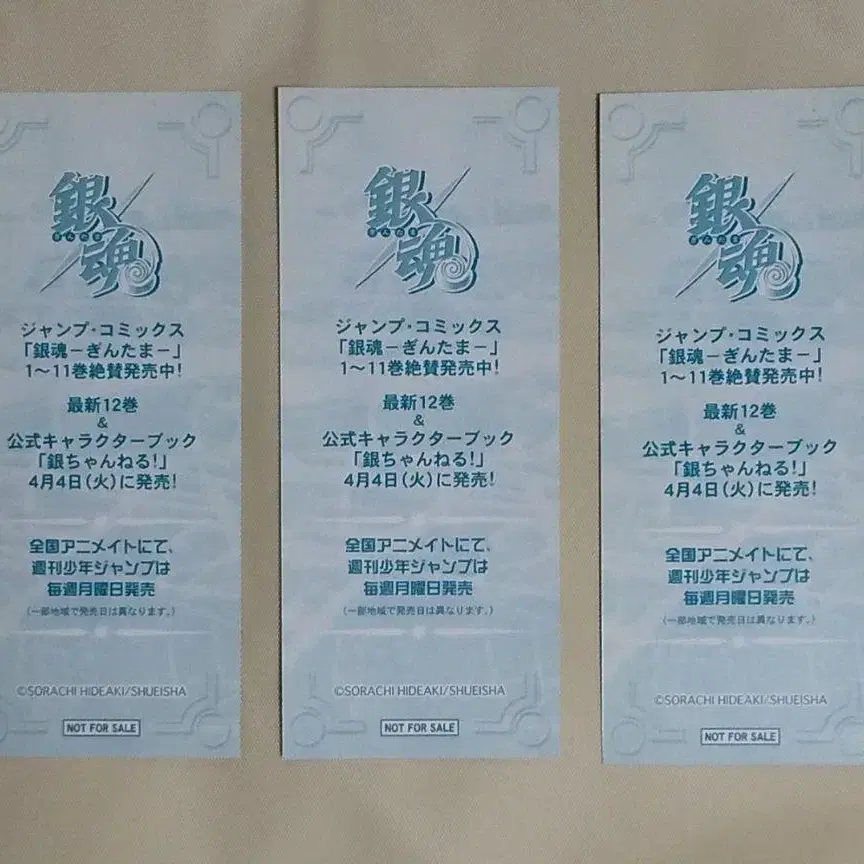 銀魂
ぎんたま
ジャンプ・コミックス
「銀魂－ぎんたま－」
1～11巻絶賛発売中!
最新12巻
&
公式キャラクターブック
「銀ちゃんねる!」
4月4日(火)に発売!
全国アニメイトにて、
週刊少年ジャンプは
毎週月曜日発売
(一部地域で発売日は異なります。)
©SORACHI HIDEAKI/SHUEISHA
NOT FOR SALE
銀魂
ぎんたま
ジャンプ・コミックス
「銀魂－ぎんたま－」
1～11巻絶賛発売中!
最新12巻
&
公式キャラクターブック
「銀ちゃんねる!」
4月4日(火)に発売!
全国アニメイトにて、
週刊少年ジャンプは
毎週月曜日発売
(一部地域で発売日は異なります。)
©SORACHI HIDEAKI/SHUEISHA
NOT FOR SALE
銀魂
ぎんたま
ジャンプ・コミックス
「銀魂－ぎんたま－」
1～11巻絶賛発売中!
最新12巻
&
公式キャラクターブック
「銀ちゃんねる!」
4月4日(火)に発売!
全国アニメイトにて、
週刊少年ジャンプは
毎週月曜日発売
(一部地域で発売日は異なります。)
©SORACHI HIDEAKI/SHUEISHA
NOT FOR SALE